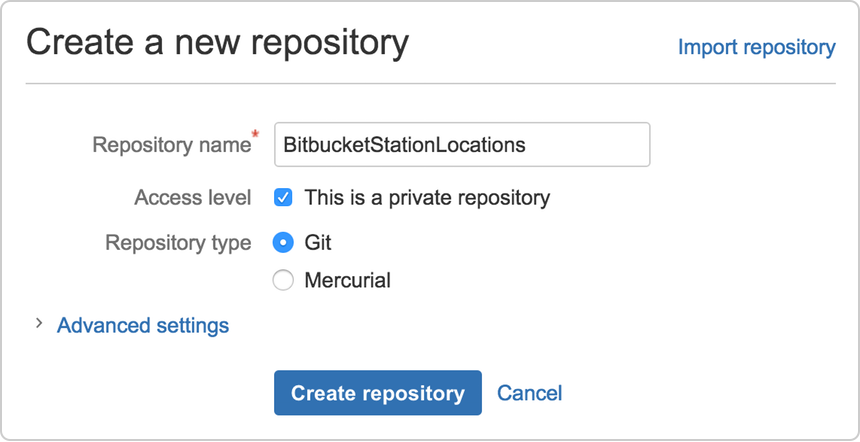 Create a new repository
Import repository
Repository name*
BitbucketStationLocations
Access level
This is a private repository
Repository type
Git
Mercurial
Advanced settings
Create repository
Cancel